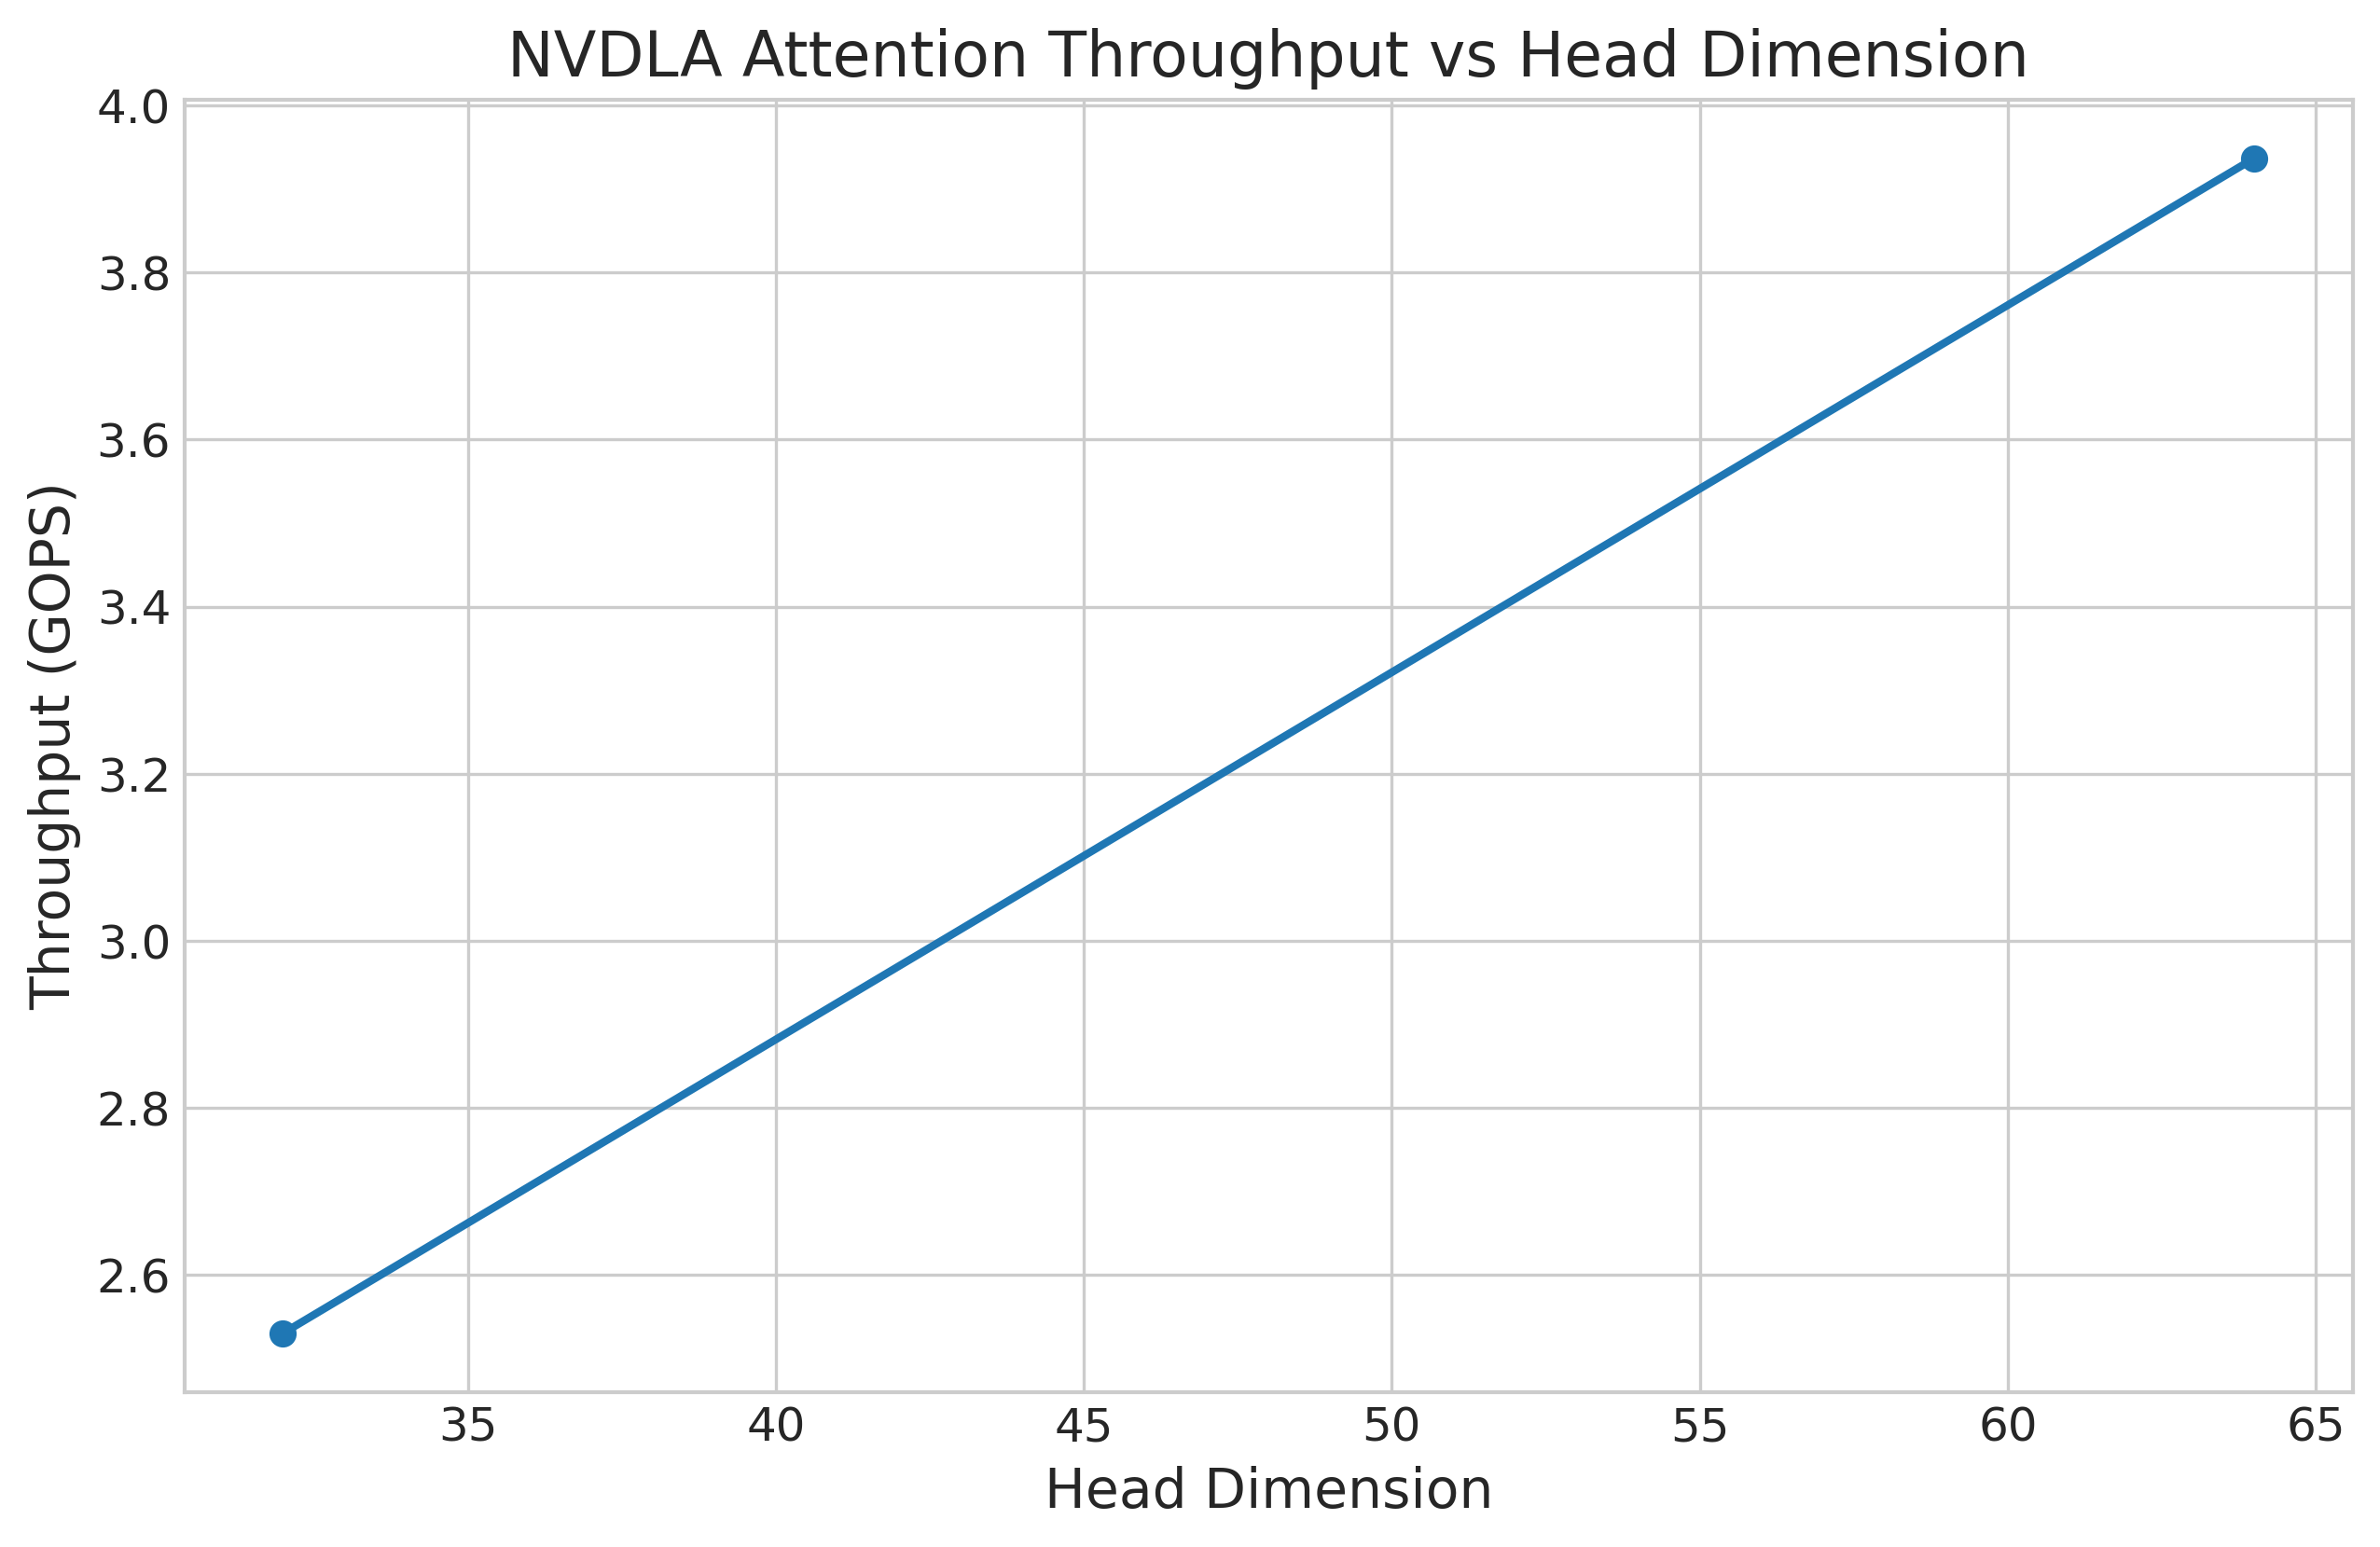 NVDLA Attention Throughput vs Head Dimension
4.0
3.8
3.6
3.4
3.2
3.0
2.8
2.6
Throughput (GOPS)
35 40 45 50 55 60 65
Head Dimension